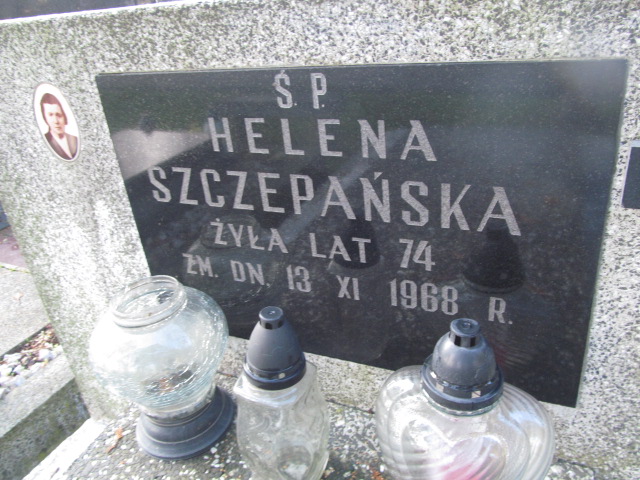 Ś. P.
HELENA
SZCZEPAŃSKA
ŻYŁA LAT 74
ZM. DN. 13 XI 1968 R.